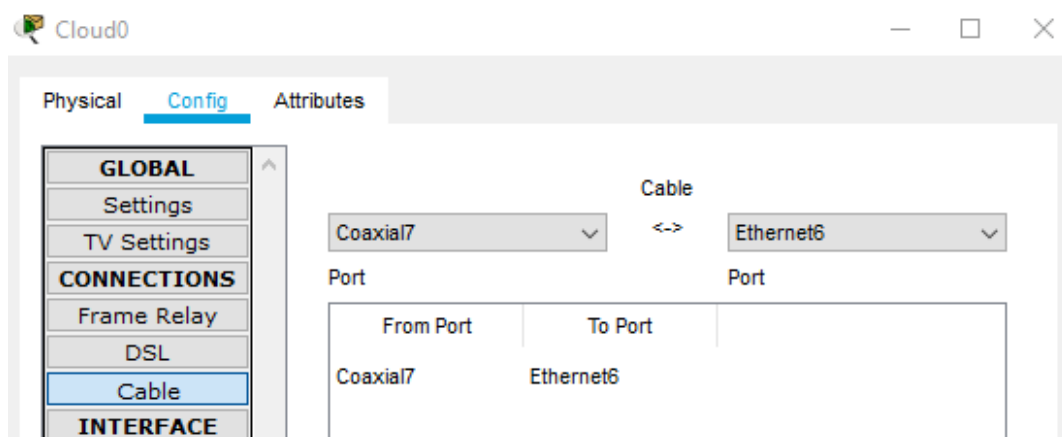 Cloud0
Physical Config Attributes
GLOBAL
Settings
TV Settings
CONNECTIONS
Frame Relay
DSL
Cable
INTERFACE
Cable
Coaxial7 <-> Ethernet6
Port Port
From Port To Port
Coaxial7 Ethernet6